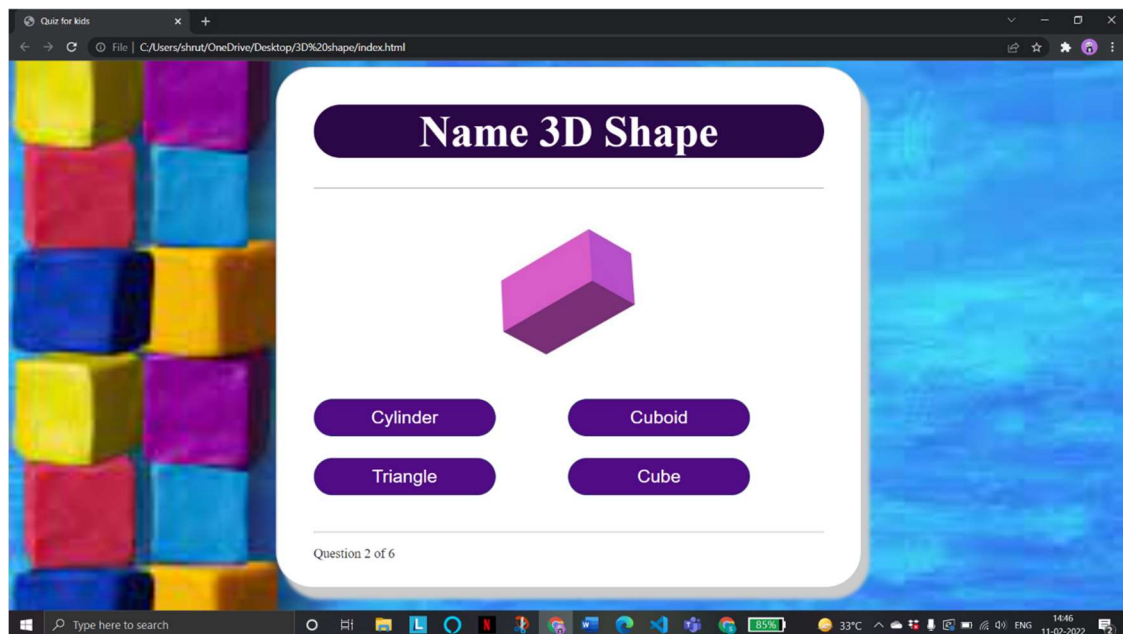 Quiz for kids
File | C:/Users/shrut/OneDrive/Desktop/3D%20shape/index.html
Name 3D Shape
Cylinder
Cuboid
Triangle
Cube
Question 2 of 6
Type here to search
L
N
85%
33°C
ENG
14:46
11-02-2022
2